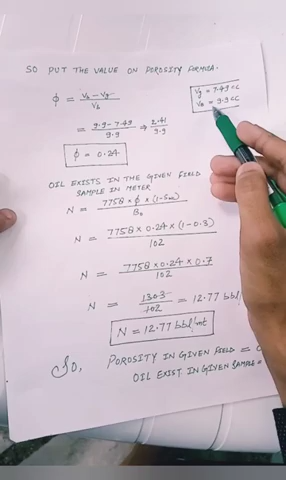 SO PUT THE VALUE ON POROSITY FORMULA.
Vg = 7.49 CC
VB = 9.9 CC
ϕ = Vb - Vg / Vb
= 9.9 - 7.49 / 9.9 ⇒ 2.41 / 9.9
ϕ = 0.24
OIL EXISTS IN THE GIVEN FIELD
SAMPLE IN METER
N = 7758 × ϕ × (1-Sw) / Bo
N = 7758 × 0.24 × (1-0.3) / 102
N = 7758 × 0.24 × 0.7 / 102
N = 1303 / 102 = 12.77 bbl/
N = 12.77 bbl/mt
So, POROSITY IN GIVEN FIELD =
OIL EXIST IN GIVEN SAMPLE =